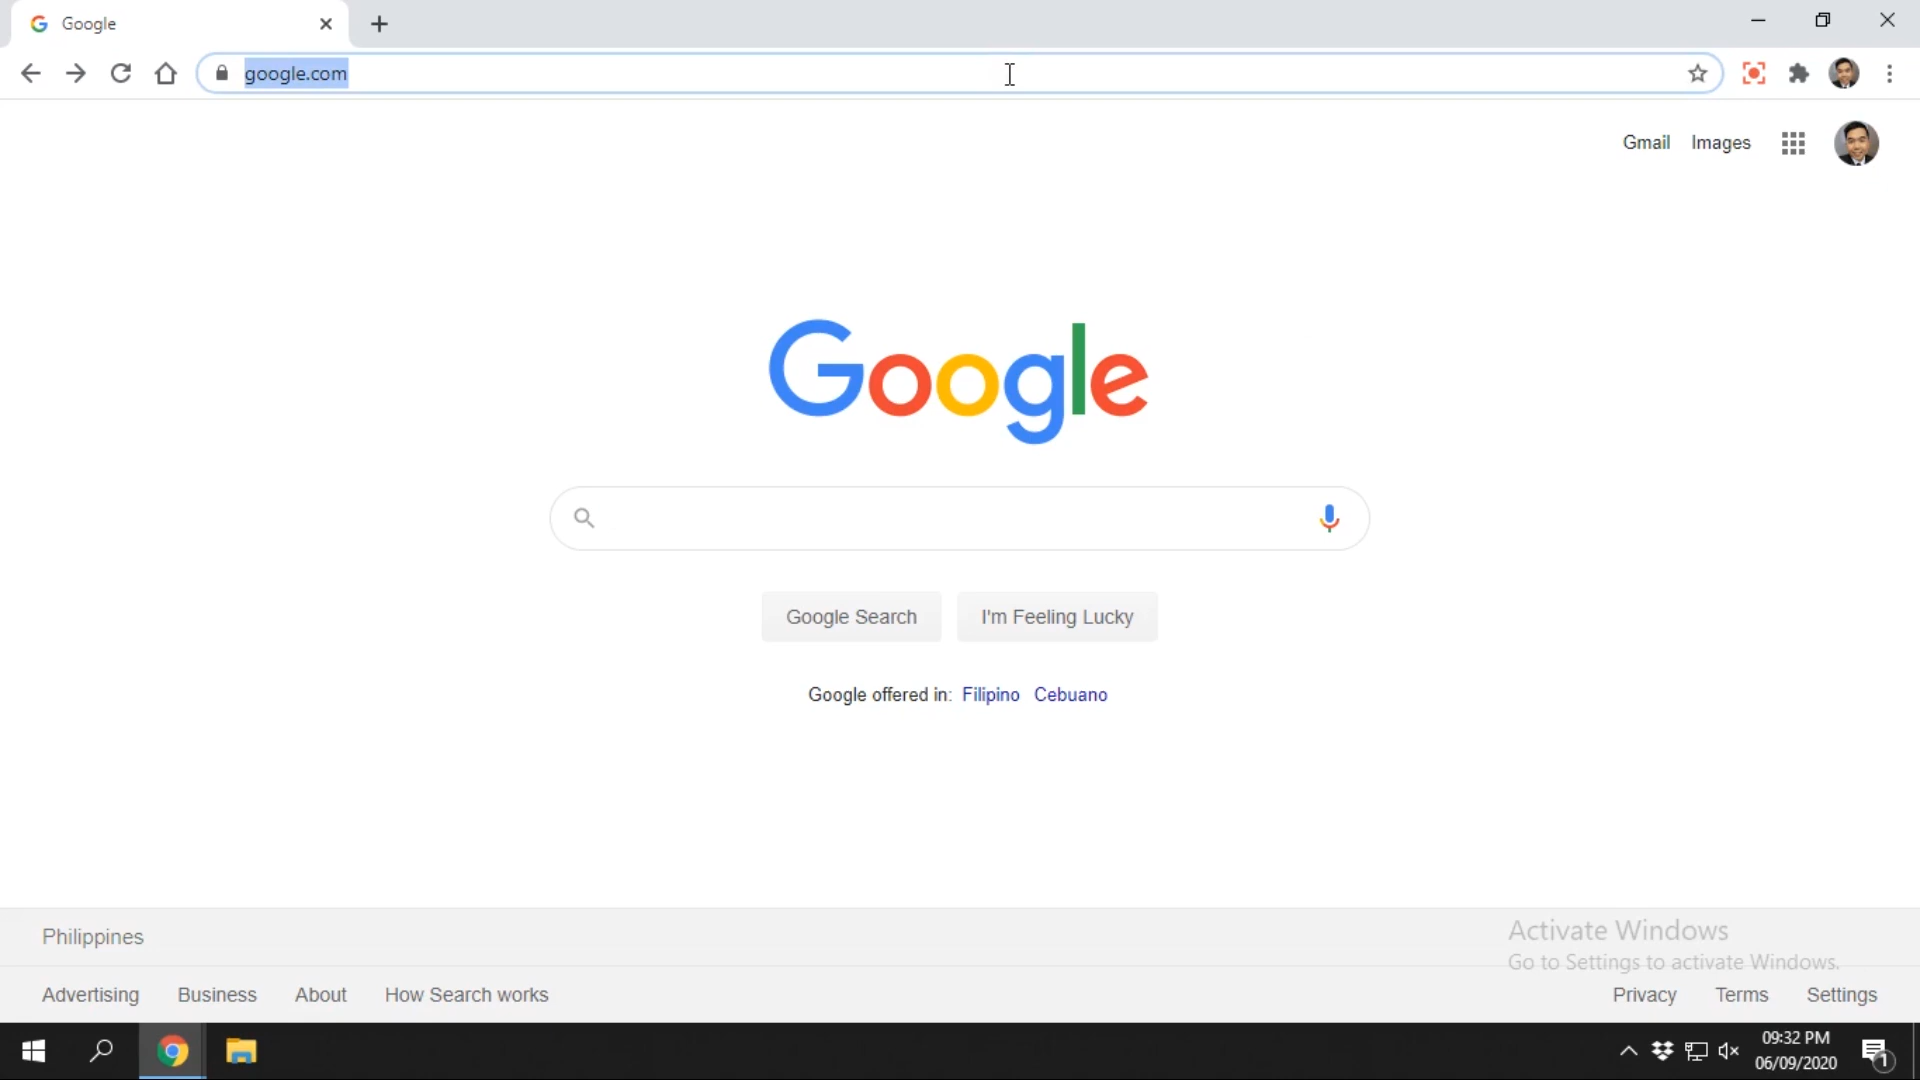 Google
google.com
Gmail Images
Google
Google Search I'm Feeling Lucky
Google offered in: Filipino Cebuano
Philippines
Activate Windows
Go to Settings to activate Windows.
Advertising Business About How Search works Privacy Terms Settings
09:32 PM
06/09/2020
1